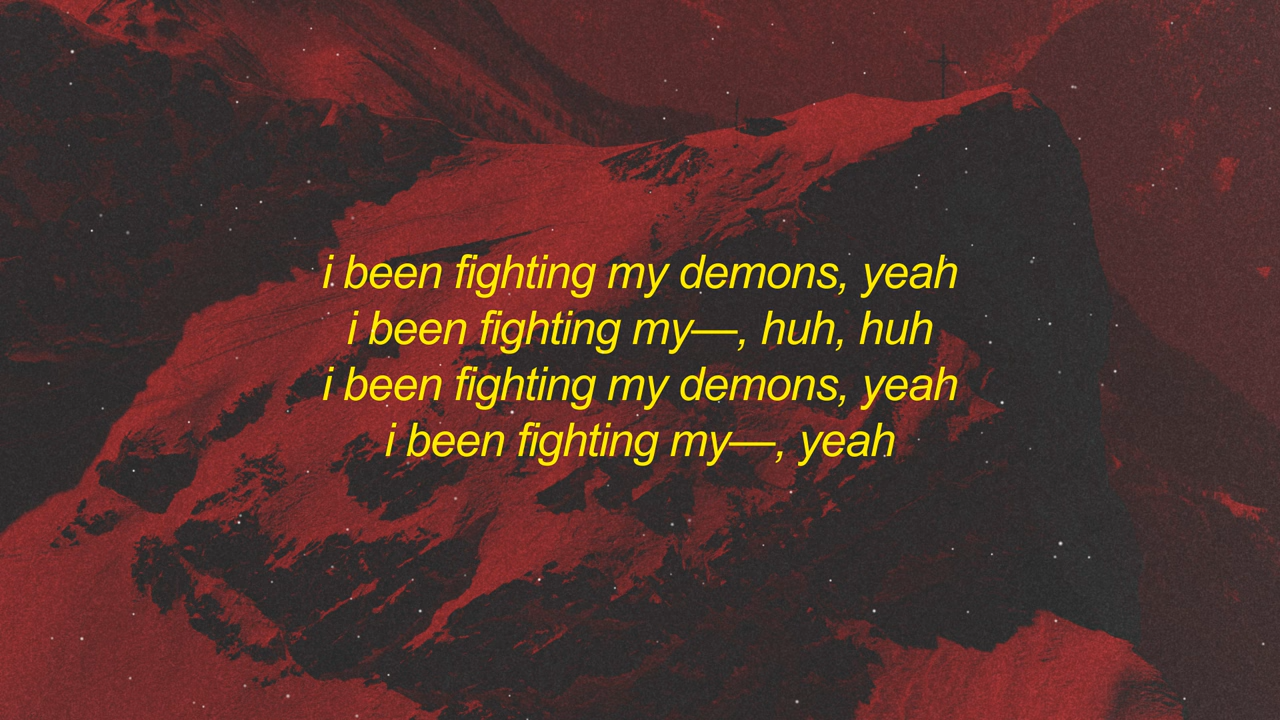 i been fighting my demons, yeah
i been fighting my—, huh, huh
i been fighting my demons, yeah
i been fighting my—, yeah